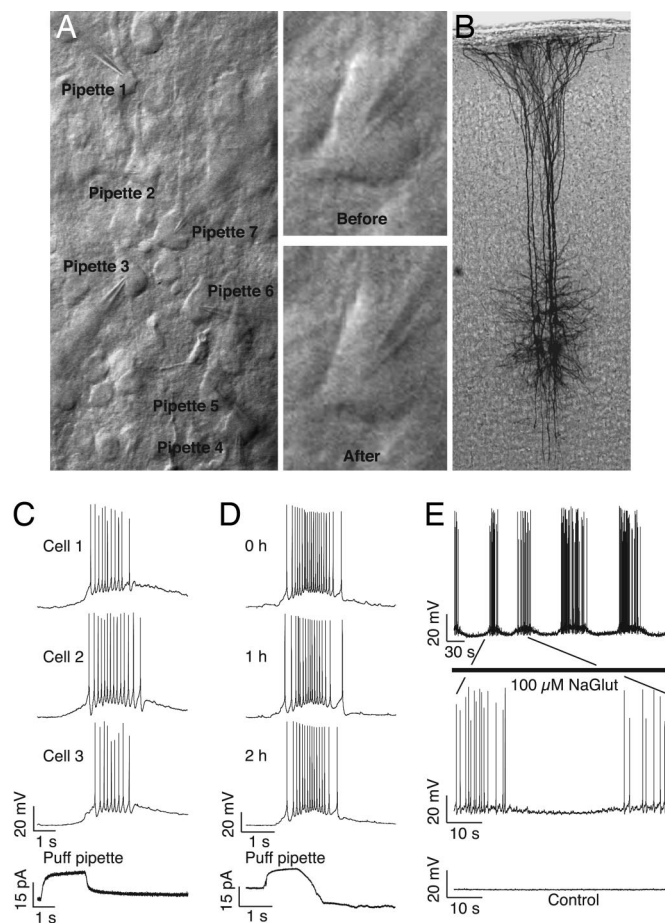 A
Pipette 1
Pipette 2
Pipette 7
Pipette 3
Pipette 6
Pipette 5
Pipette 4
Before
After
B
C
Cell 1
Cell 2
Cell 3
20 mV
1 s
Puff pipette
15 pA
1 s
D
0 h
1 h
2 h
20 mV
1 s
Puff pipette
15 pA
1 s
E
20 mV
30 s
100 µM NaGlut
20 mV
10 s
20 mV
Control
10 s